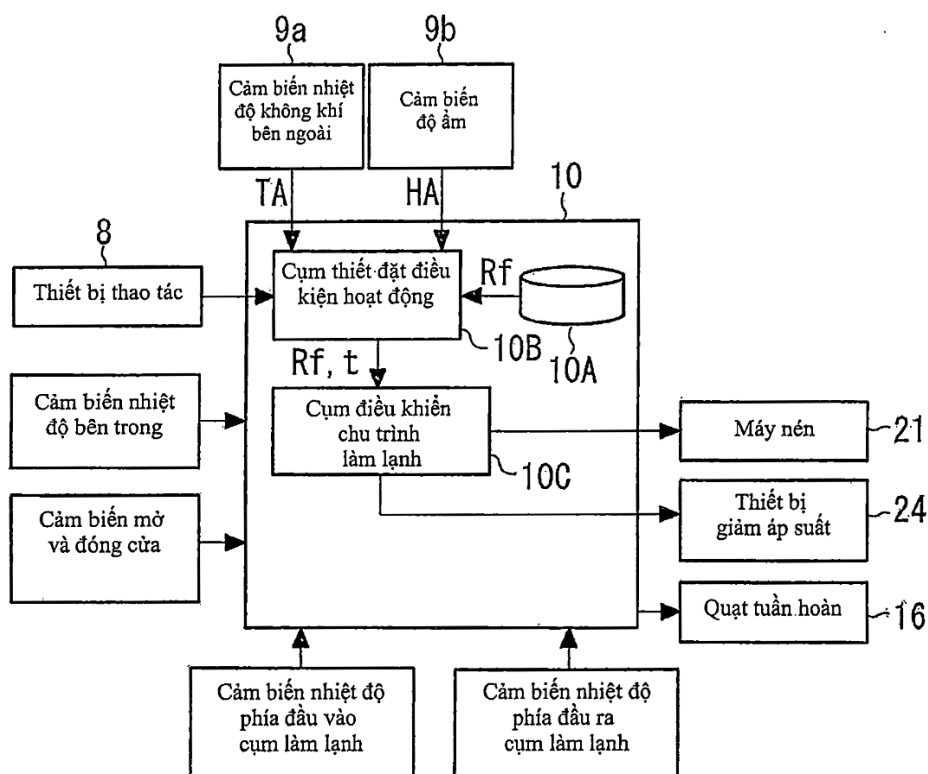 9a
9b
Cảm biến nhiệt
độ không khí
bên ngoài
Cảm biến
độ ẩm
TA
HA
10
8
Thiết bị thao tác
Cụm thiết đặt điều
kiện hoạt động
Rf
10B
10A
Rf, t
Cảm biến nhiệt
độ bên trong
Cụm điều khiển
chu trình
làm lạnh
10C
Máy nén
21
Cảm biến mở
và đóng cửa
Thiết bị
giảm áp suất
24
Quạt tuần hoàn
16
Cảm biến nhiệt độ
phía đầu vào
cụm làm lạnh
Cảm biến nhiệt độ
phía đầu ra
cụm làm lạnh